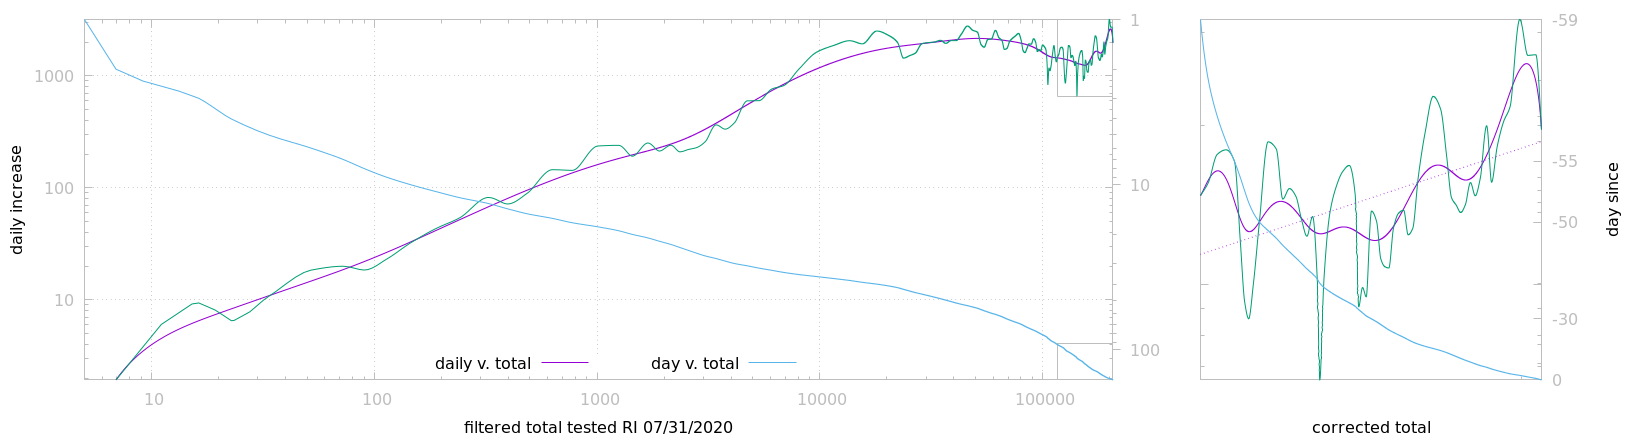 daily increase
1000
100
10
10
100
1000
10000
100000
1
10
100
daily v. total
day v. total
filtered total tested RI 07/31/2020
-59
-55
-50
-30
0
day since
corrected total